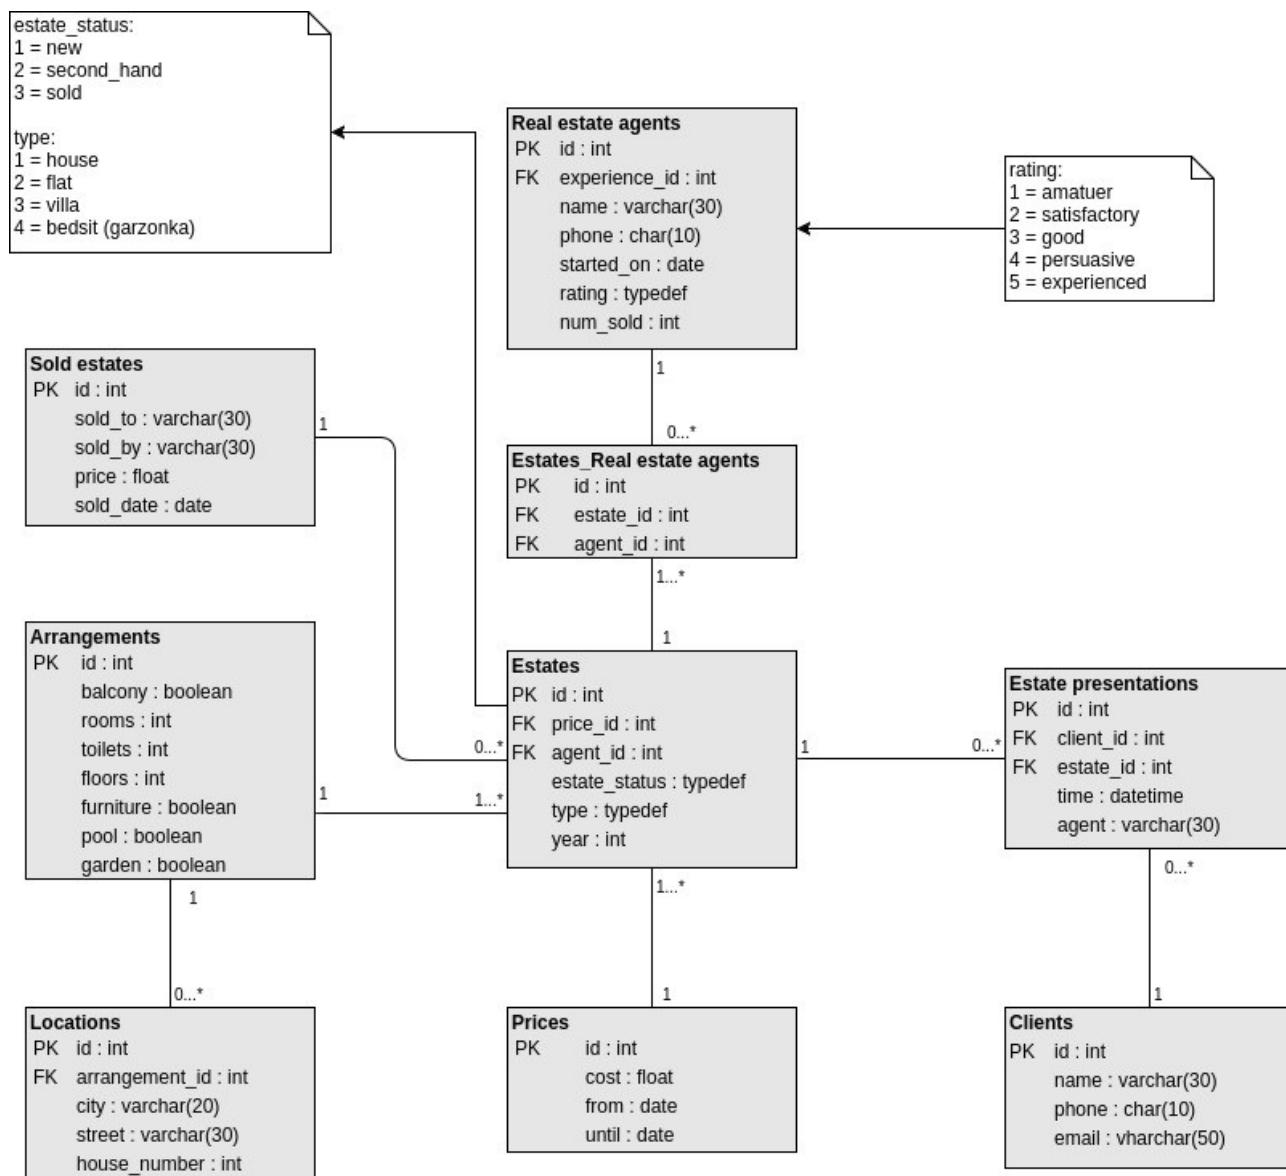 estate_status:
1 = new
2 = second_hand
3 = sold
type:
1 = house
2 = flat
3 = villa
4 = bedsit (garzonka)
Real estate agents
PK id : int
FK experience_id : int
name : varchar(30)
phone : char(10)
started_on : date
rating : typedef
num_sold : int
rating:
1 = amatuer
2 = satisfactory
3 = good
4 = persuasive
5 = experienced
1
0...*
Sold estates
PK id : int
sold_to : varchar(30)
sold_by : varchar(30)
price : float
sold_date : date
1
Estates_Real estate agents
PK id : int
FK estate_id : int
FK agent_id : int
1...*
1
Arrangements
PK id : int
balcony : boolean
rooms : int
toilets : int
floors : int
furniture : boolean
pool : boolean
garden : boolean
1
0...*
1...*
Estates
PK id : int
FK price_id : int
FK agent_id : int
estate_status : typedef
type : typedef
year : int
1
0...*
Estate presentations
PK id : int
FK client_id : int
FK estate_id : int
time : datetime
agent : varchar(30)
1
0...*
1...*
1
0...*
1
Locations
PK id : int
FK arrangement_id : int
city : varchar(20)
street : varchar(30)
house_number : int
Prices
PK id : int
cost : float
from : date
until : date
Clients
PK id : int
name : varchar(30)
phone : char(10)
email : vharchar(50)